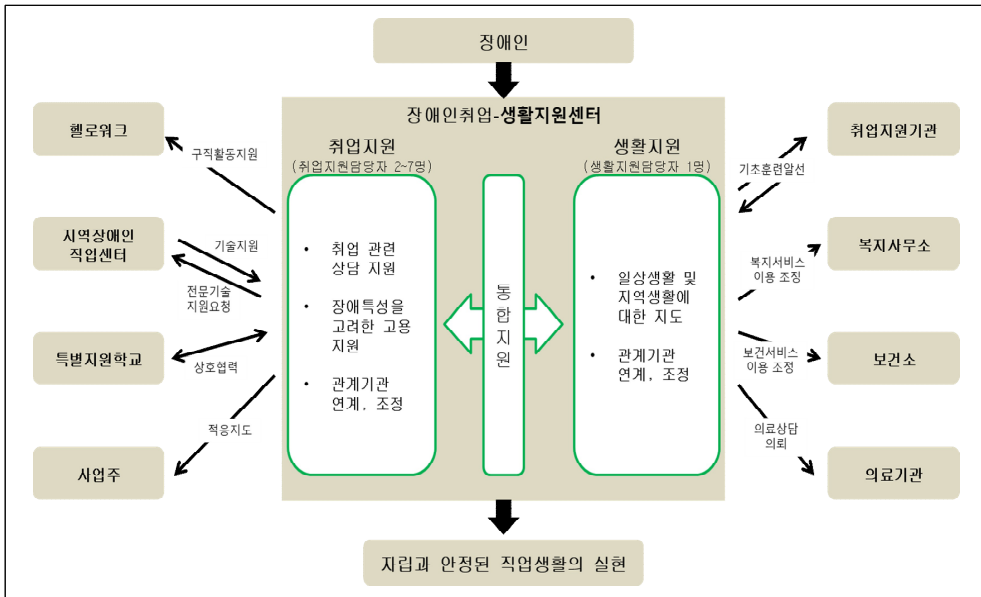 장애인
장애인취업-생활지원센터
취업지원
(취업지원담당자 2~7명)
생활지원
(생활지원담당자 1명)
헬로워크
구직활동지원
지역장애인
직업센터
기술지원
전문기술
지원요청
특별지원학교
상호협력
사업주
적응지도
• 취업 관련
상담 지원
• 장애특성을
고려한 고용
지원
• 관계기관
연계, 조정
통
합
지
원
• 일상생활 및
지역생활에
대한 지도
• 관계기관
연계, 조정
취업지원기관
기초훈련알선
복지사무소
복지서비스
이용 조정
보건소
보건서비스
이용 조정
의료기관
의료상담
의뢰
자립과 안정된 직업생활의 실현